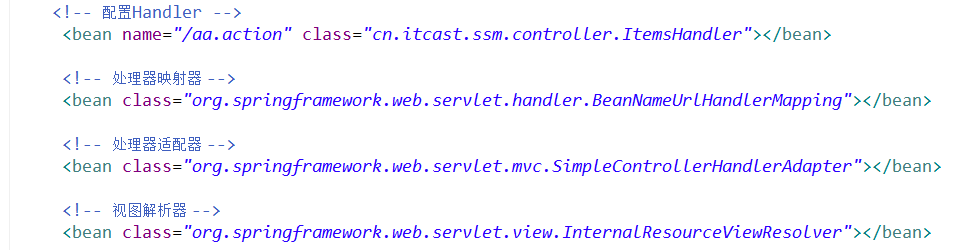 <!-- 配置Handler -->
<bean name="/aa.action" class="cn.itcast.ssm.controller.ItemsHandler"></bean>
<!-- 处理器映射器 -->
<bean class="org.springframework.web.servlet.handler.BeanNameUrlHandlerMapping"></bean>
<!-- 处理器适配器 -->
<bean class="org.springframework.web.servlet.mvc.SimpleControllerHandlerAdapter"></bean>
<!-- 视图解析器 -->
<bean class="org.springframework.web.servlet.view.InternalResourceViewResolver"></bean>